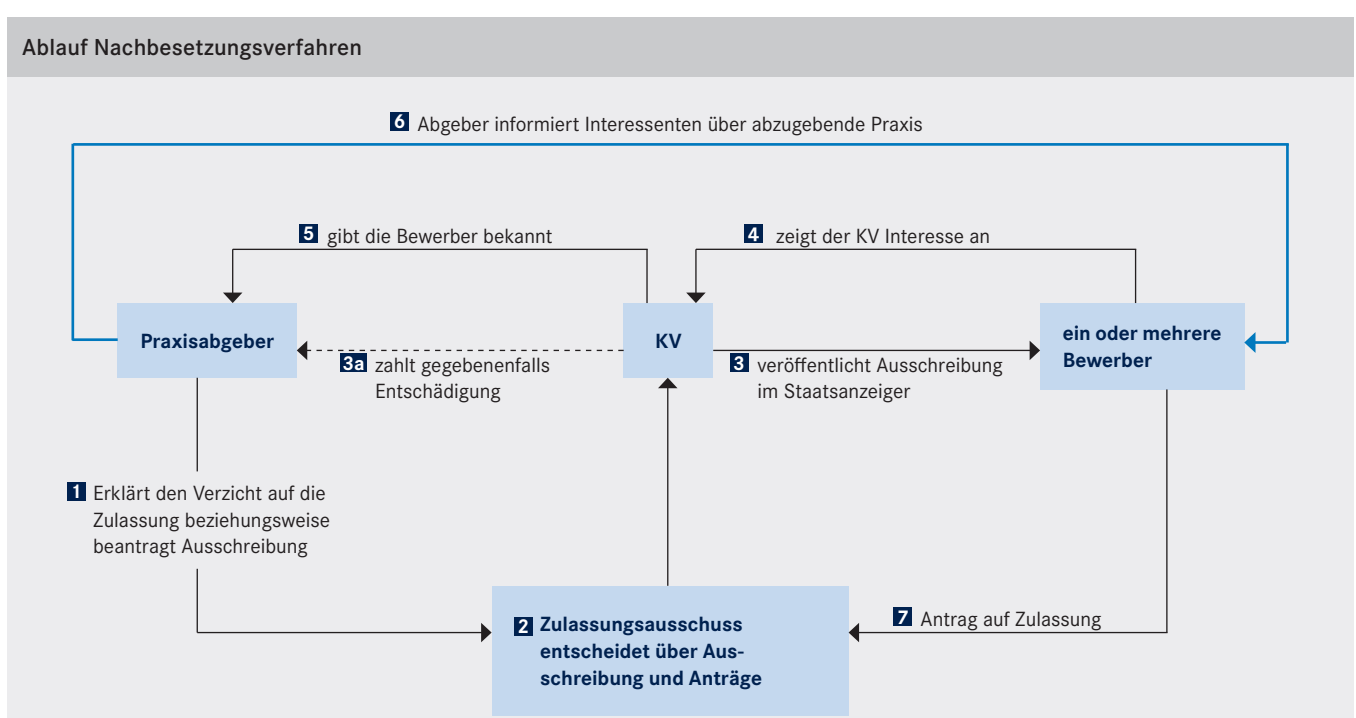 Ablauf Nachbesetzungsverfahren
6 Abgeber informiert Interessenten über abzugebende Praxis
5 gibt die Bewerber bekannt
4 zeigt der KV Interesse an
Praxisabgeber
KV
ein oder mehrere
Bewerber
3a zahlt gegebenenfalls
Entschädigung
3 veröffentlicht Ausschreibung
im Staatsanzeiger
1 Erklärt den Verzicht auf die
Zulassung beziehungsweise
beantragt Ausschreibung
2 Zulassungsausschuss
entscheidet über Aus-
schreibung und Anträge
7 Antrag auf Zulassung